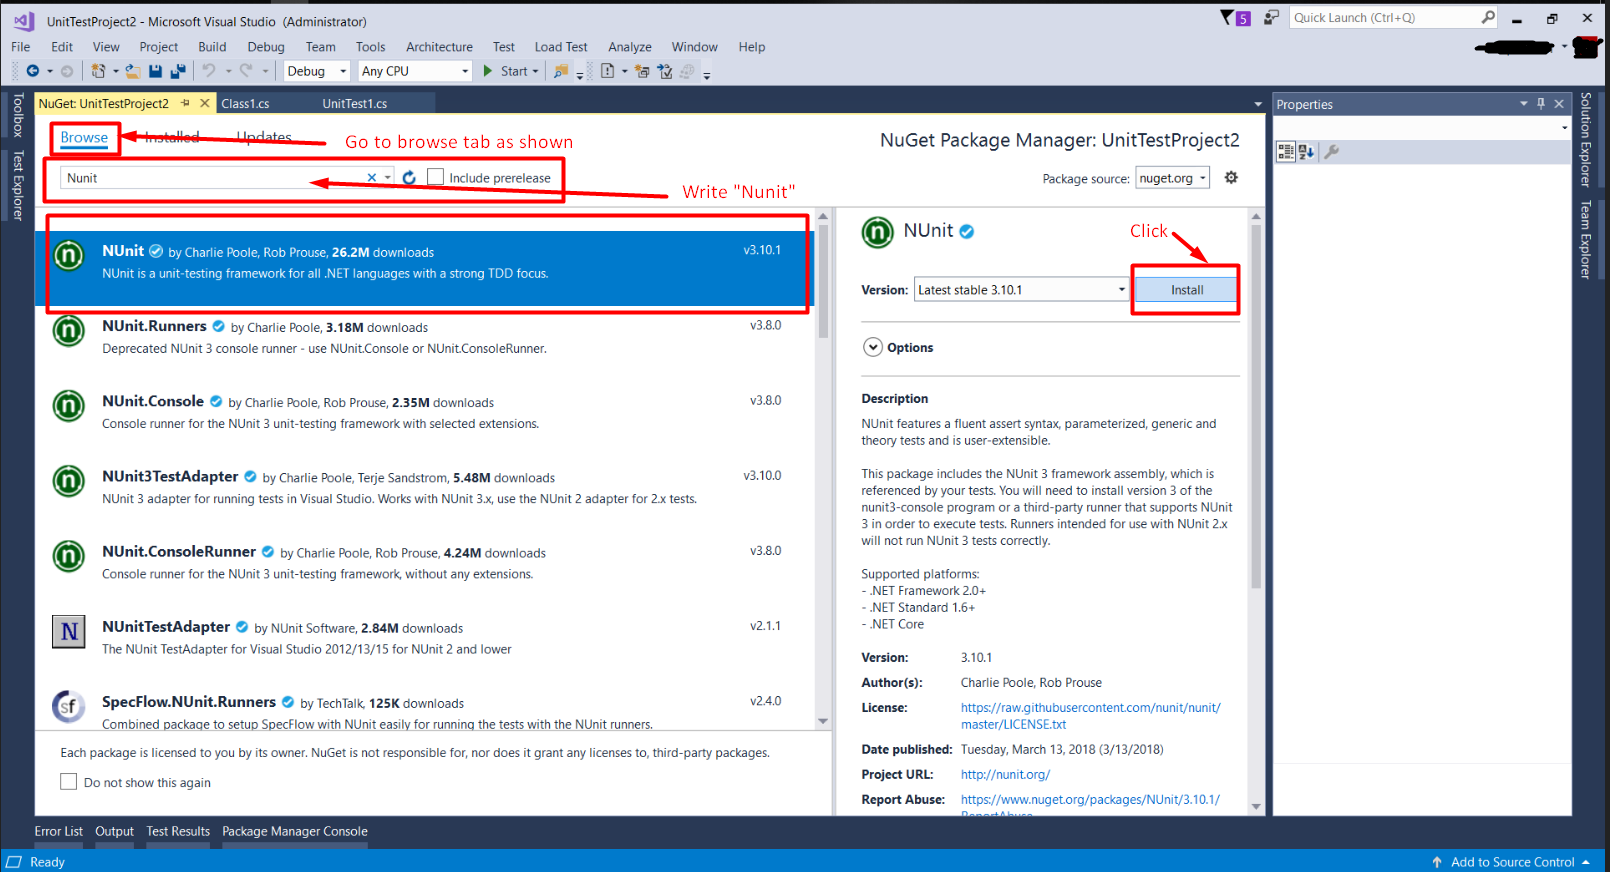 UnitTestProject2 - Microsoft Visual Studio (Administrator)
5
Quick Launch (Ctrl+Q)
File Edit View Project Build Debug Team Tools Architecture Test Load Test Analyze Window Help
Debug Any CPU Start
Toolbox
Test Explorer
NuGet: UnitTestProject2 Class1.cs UnitTest1.cs
Browse Installed Updates
Go to browse tab as shown
NuGet Package Manager: UnitTestProject2
Nunit
Include prerelease
Write "Nunit"
Package source: nuget.org
NUnit by Charlie Poole, Rob Prouse, 26.2M downloads v3.10.1
NUnit is a unit-testing framework for all .NET languages with a strong TDD focus.
NUnit.Runners by Charlie Poole, 3.18M downloads v3.8.0
Deprecated NUnit 3 console runner - use NUnit.Console or NUnit.ConsoleRunner.
NUnit.Console by Charlie Poole, Rob Prouse, 2.35M downloads v3.8.0
Console runner for the NUnit 3 unit-testing framework with selected extensions.
NUnit3TestAdapter by Charlie Poole, Terje Sandstrom, 5.48M downloads v3.10.0
NUnit 3 adapter for running tests in Visual Studio. Works with NUnit 3.x, use the NUnit 2 adapter for 2.x tests.
NUnit.ConsoleRunner by Charlie Poole, Rob Prouse, 4.24M downloads v3.8.0
Console runner for the NUnit 3 unit-testing framework, without any extensions.
N
NUnitTestAdapter by NUnit Software, 2.84M downloads v2.1.1
The NUnit TestAdapter for Visual Studio 2012/13/15 for NUnit 2 and lower
sf
SpecFlow.NUnit.Runners by TechTalk, 125K downloads v2.4.0
Combined package to setup SpecFlow with NUnit easily for running the tests with the NUnit runners.
Each package is licensed to you by its owner. NuGet is not responsible for, nor does it grant any licenses to, third-party packages.
Do not show this again
NUnit
Click
Version: Latest stable 3.10.1 Install
Options
Description
NUnit features a fluent assert syntax, parameterized, generic and
theory tests and is user-extensible.
This package includes the NUnit 3 framework assembly, which is
referenced by your tests. You will need to install version 3 of the
nunit3-console program or a third-party runner that supports NUnit
3 in order to execute tests. Runners intended for use with NUnit 2.x
will not run NUnit 3 tests correctly.
Supported platforms:
- .NET Framework 2.0+
- .NET Standard 1.6+
- .NET Core
Version: 3.10.1
Author(s): Charlie Poole, Rob Prouse
License: https://raw.githubusercontent.com/nunit/nunit/
master/LICENSE.txt
Date published: Tuesday, March 13, 2018 (3/13/2018)
Project URL: http://nunit.org/
Report Abuse: https://www.nuget.org/packages/NUnit/3.10.1/
ReportAbuse
Properties
Solution Explorer
Team Explorer
Error List Output Test Results Package Manager Console
Ready
Add to Source Control